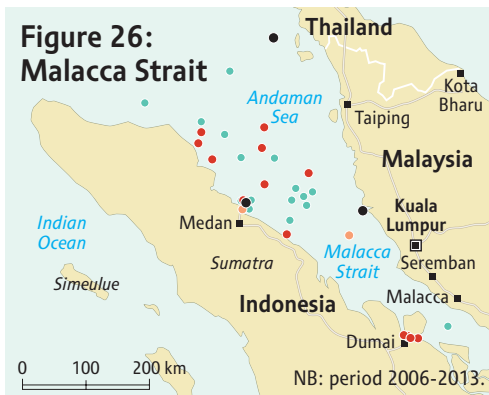 Figure 26:
Malacca Strait
Thailand
Andaman
Sea
Kota
Bharu
Taiping
Malaysia
Indian
Ocean
Medan
Kuala
Lumpur
Malacca
Strait
Sumatra
Seremban
Simeulue
Indonesia
Malacca
Dumai
0 100 200 km
NB: period 2006-2013.